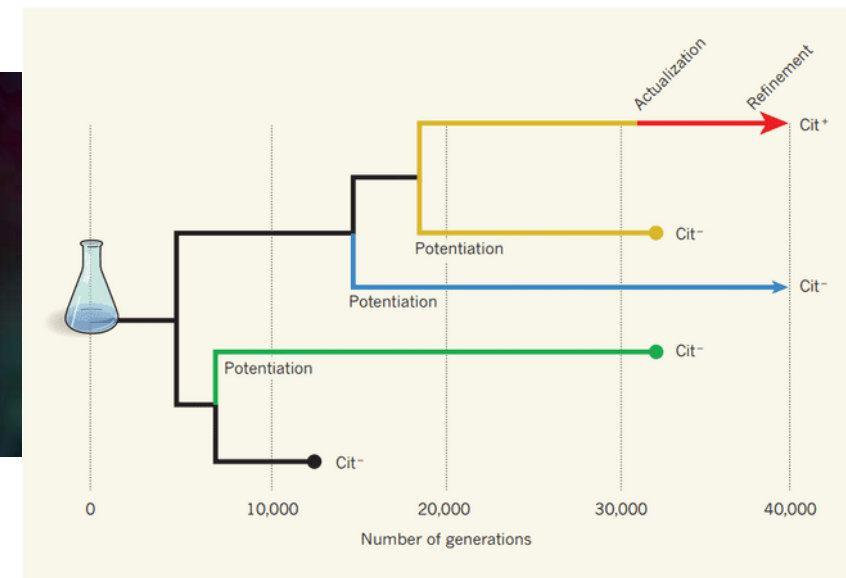 Actualization
Refinement
Cit⁺
Cit⁻
Potentiation
Cit⁻
Potentiation
Cit⁻
Potentiation
Cit⁻
0
10,000
20,000
30,000
40,000
Number of generations